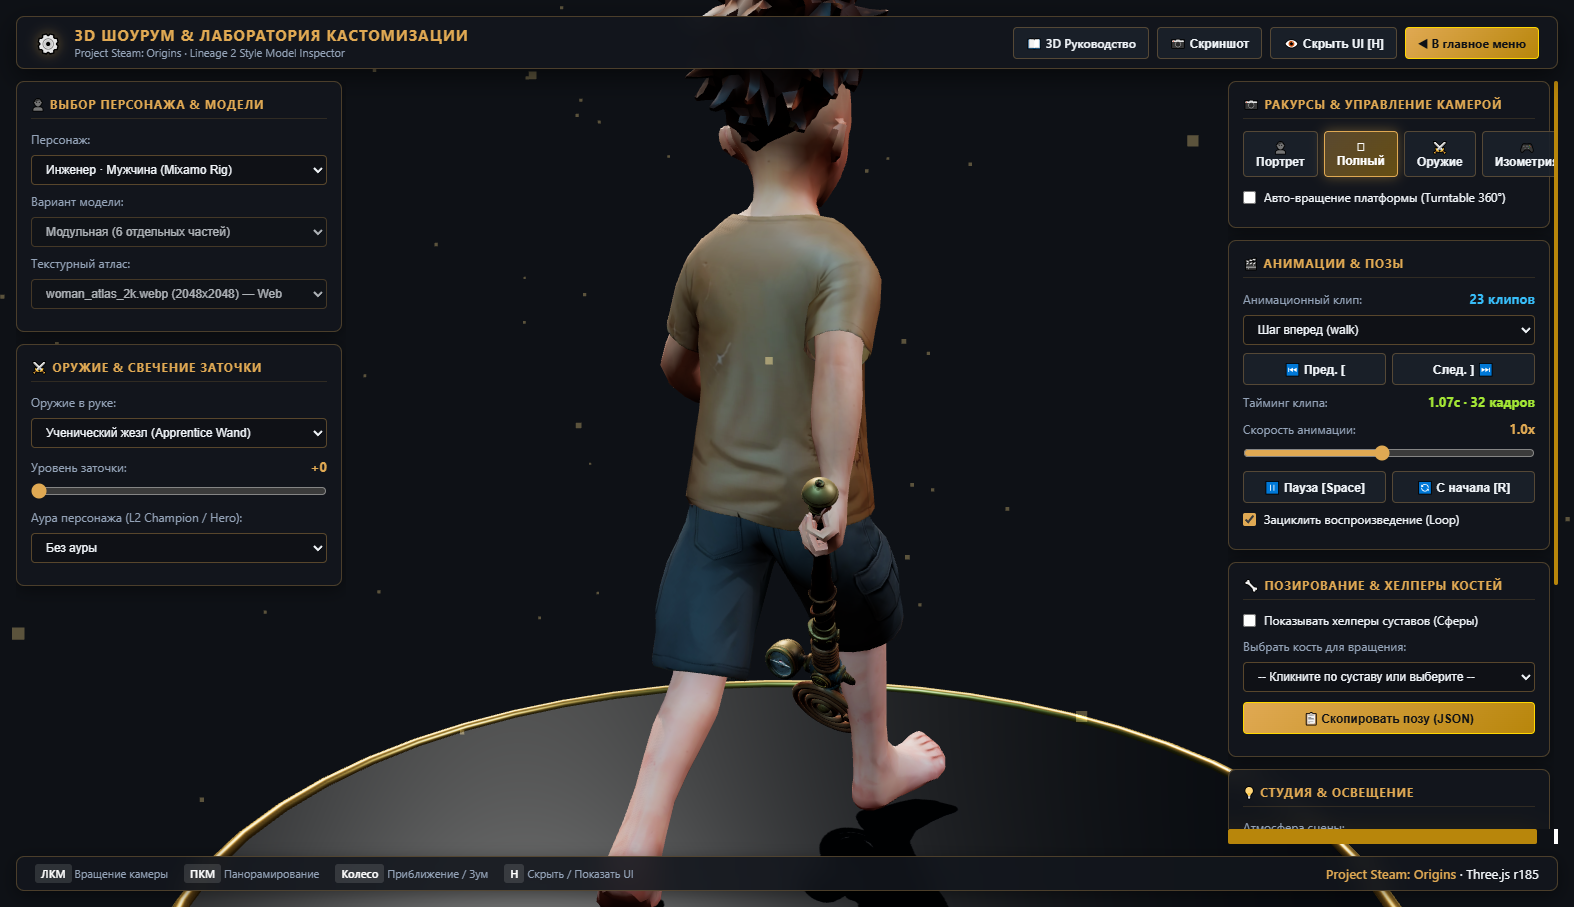 3D ШОУРУМ & ЛАБОРАТОРИЯ КАСТОМИЗАЦИИ
Project Steam: Origins · Lineage 2 Style Model Inspector
3D Руководство
Скриншот
Скрыть UI [H]
В главное меню
ВЫБОР ПЕРСОНАЖА & МОДЕЛИ
Персонаж:
Инженер · Мужчина (Mixamo Rig)
Вариант модели:
Модульная (6 отдельных частей)
Текстурный атлас:
woman_atlas_2k.webp (2048x2048) — Web
ОРУЖИЕ & СВЕЧЕНИЕ ЗАТОЧКИ
Оружие в руке:
Ученический жезл (Apprentice Wand)
Уровень заточки: +0
Аура персонажа (L2 Champion / Hero):
Без ауры
РАКУРСЫ & УПРАВЛЕНИЕ КАМЕРОЙ
Портрет
Полный
Оружие
Изометрия
Авто-вращение платформы (Turntable 360°)
АНИМАЦИИ & ПОЗЫ
Анимационный клип: 23 клипов
Шаг вперед (walk)
Пред. [
След. ]
Тайминг клипа: 1.07с · 32 кадров
Скорость анимации: 1.0x
Пауза [Space]
С начала [R]
Зациклить воспроизведение (Loop)
ПОЗИРОВАНИЕ & ХЕЛПЕРЫ КОСТЕЙ
Показывать хелперы суставов (Сферы)
Выбрать кость для вращения:
-- Кликните по суставу или выберите --
Скопировать позу (JSON)
СТУДИЯ & ОСВЕЩЕНИЕ
Атмосфера сцены:
ЛКМ Вращение камеры
ПКМ Панорамирование
Колесо Приближение / Зум
H Скрыть / Показать UI
Project Steam: Origins · Three.js r185